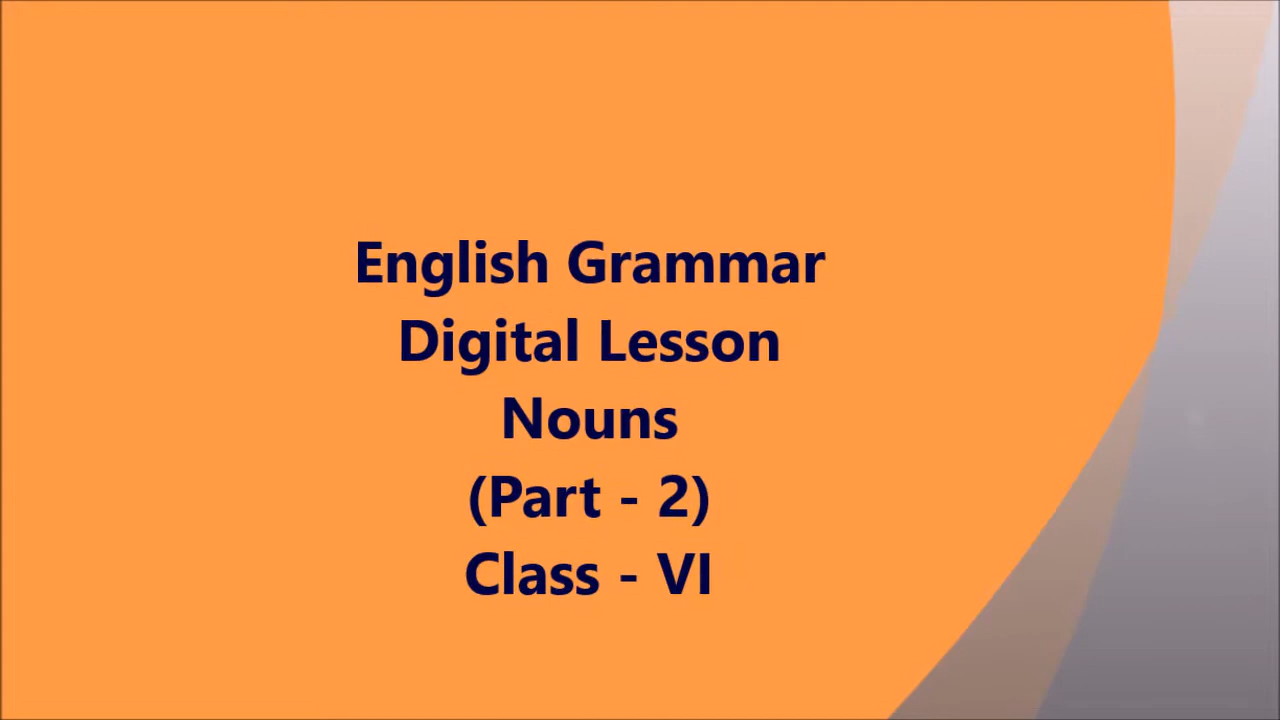 English Grammar
Digital Lesson
Nouns
(Part - 2)
Class - VI